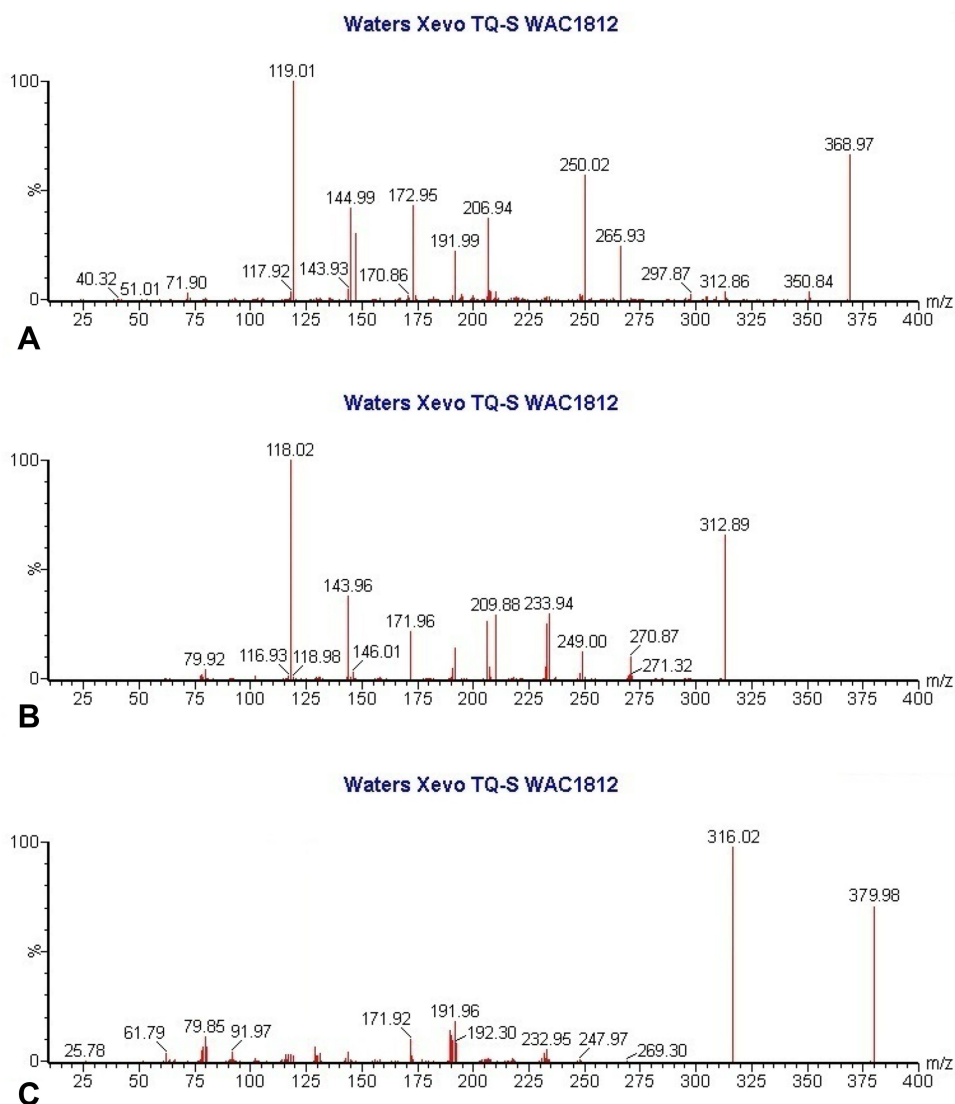 Waters Xevo TQ-S WAC1812
119.01
100
368.97
250.02
144.99 172.95
206.94
%
191.99 265.93
117.92 143.93 170.86 297.87
40.32 51.01 71.90 312.86 350.84
0 m/z
25 50 75 100 125 150 175 200 225 250 275 300 325 350 375 400
A
Waters Xevo TQ-S WAC1812
118.02
100
312.89
%
143.96 209.88 233.94
171.96
79.92 116.93 118.98 146.01 249.00 270.87
271.32
0 m/z
25 50 75 100 125 150 175 200 225 250 275 300 325 350 375 400
B
Waters Xevo TQ-S WAC1812
100 316.02
379.98
%
171.92 191.96
61.79 79.85 91.97 192.30 232.95 247.97
25.78 269.30
0 m/z
25 50 75 100 125 150 175 200 225 250 275 300 325 350 375 400
C